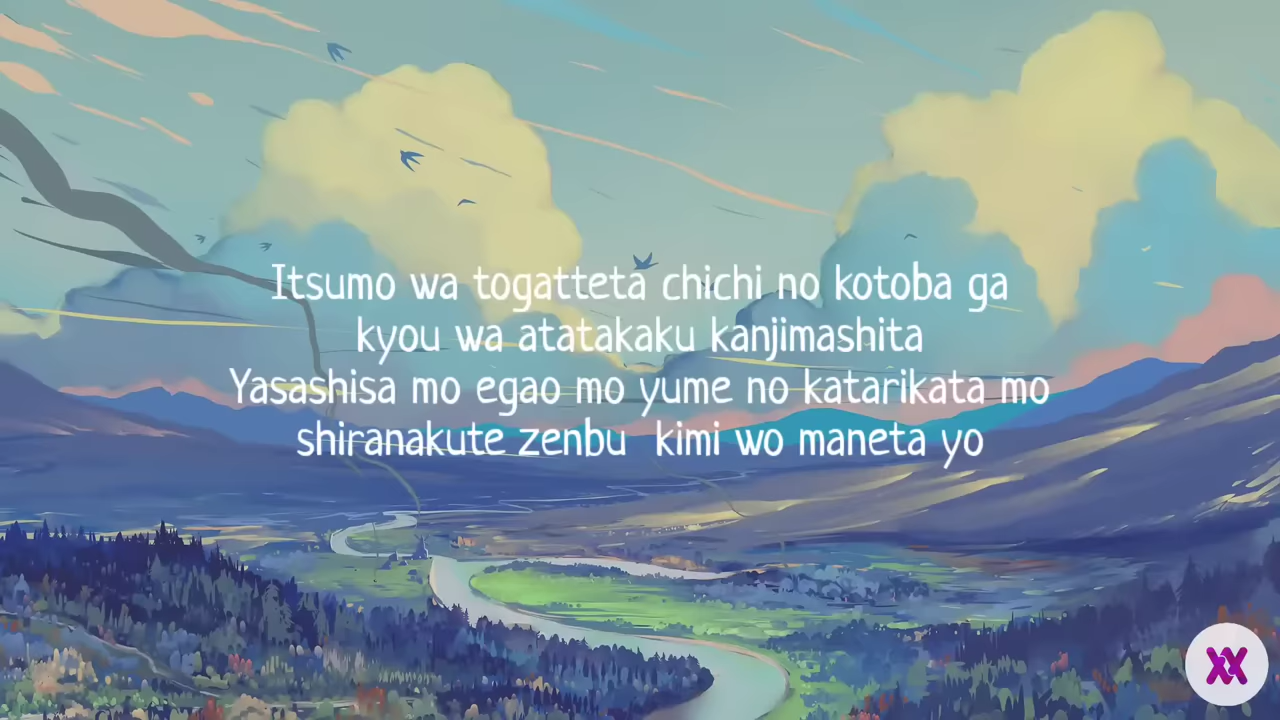 Itsumo wa togatteta chichi no kotoba ga
kyou wa atatakaku kanjimashita
Yasashisa mo egao mo yume no katarikata mo
shiranakute zenbu  kimi wo maneta yo